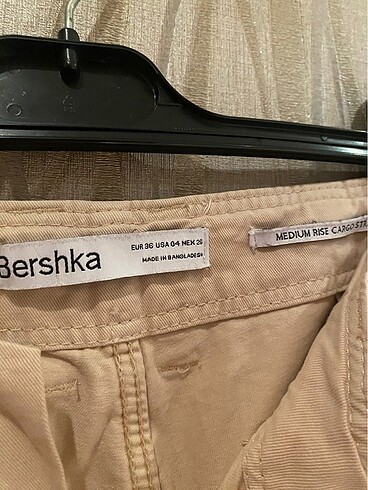 Bershka
EUR 36 USA 04 MEX 26
MADE IN BANGLADESH
MEDIUM RISE CARGO STR